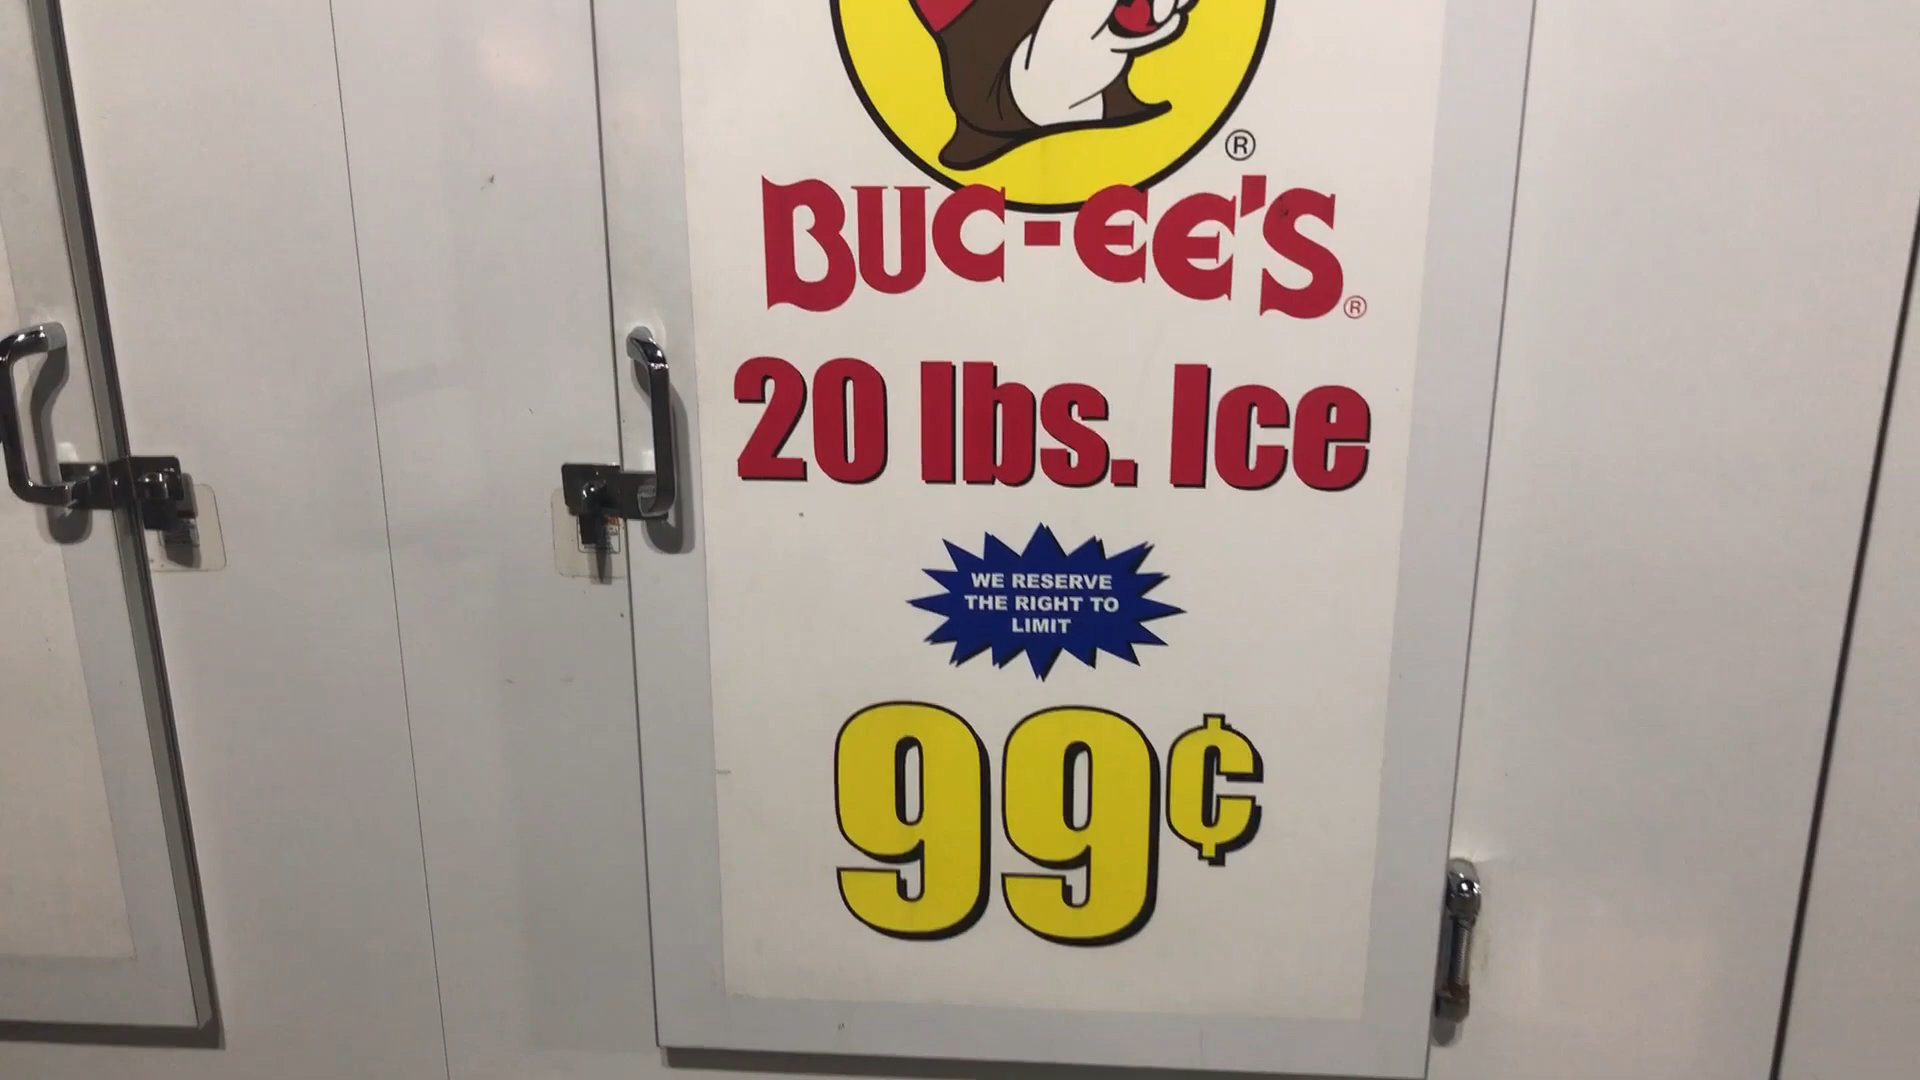 ®
BUC-EE'S®
20 lbs. Ice
WE RESERVE
THE RIGHT TO
LIMIT
99¢